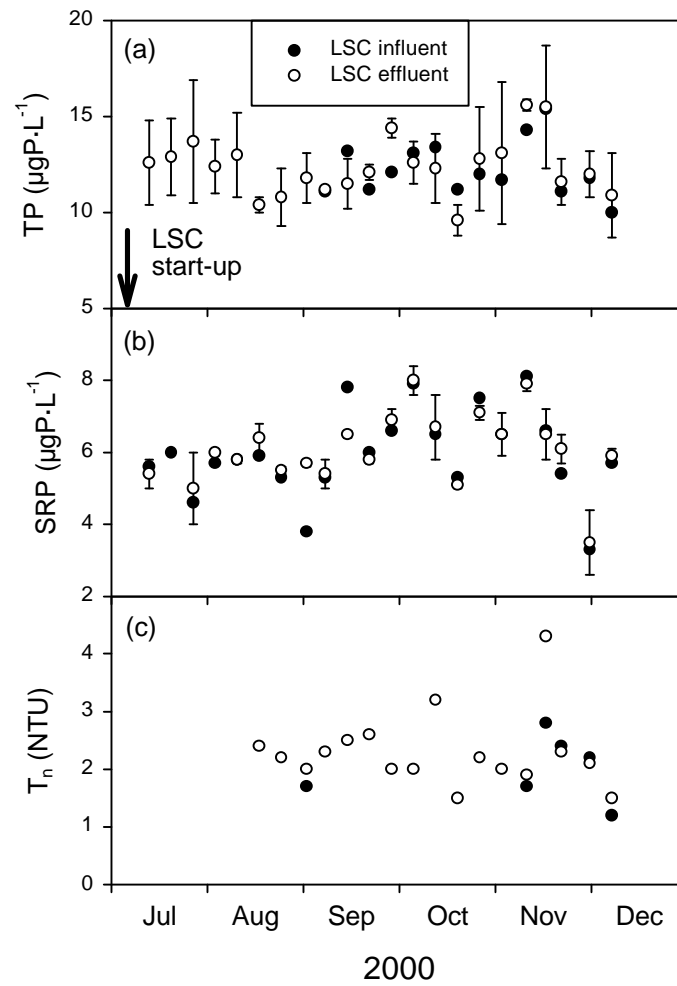 20
(a)
LSC influent
LSC effluent
15
TP (µgP·L⁻¹)
10
LSC
start-up
5
(b)
8
SRP (µgP·L⁻¹)
6
4
2
(c)
4
Tₙ (NTU)
3
2
1
0
Jul Aug Sep Oct Nov Dec
2000